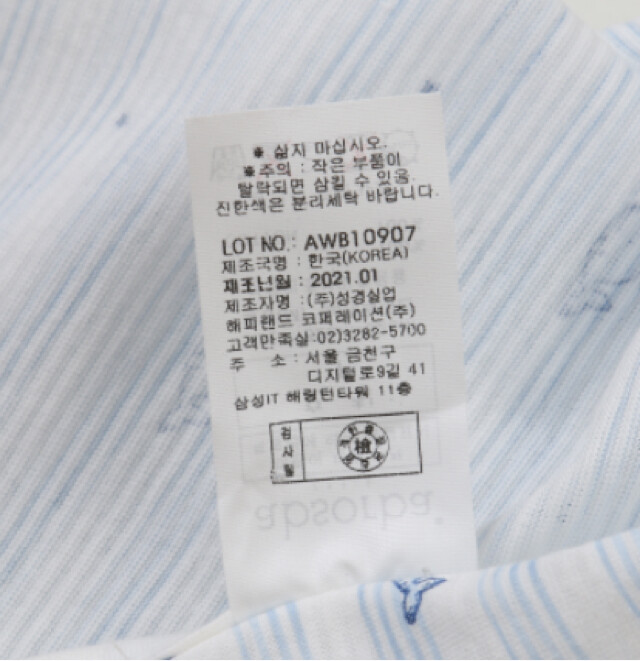 ※ 삶지 마십시오.
※주의 : 작은 부품이
탈락되면 삼킬 수 있음.
진한색은 분리세탁 바랍니다.
LOT NO.: AWB10907
제조국명 : 한국(KOREA)
제조년월 : 2021.01
제조자명 : (주)성경실업
해피랜드 코퍼레이션(주)
고객만족실:02)3282-5700
주 소 : 서울 금천구
디지털로9길 41
삼성IT 해링턴타워 11층
검사필
檢
absorba